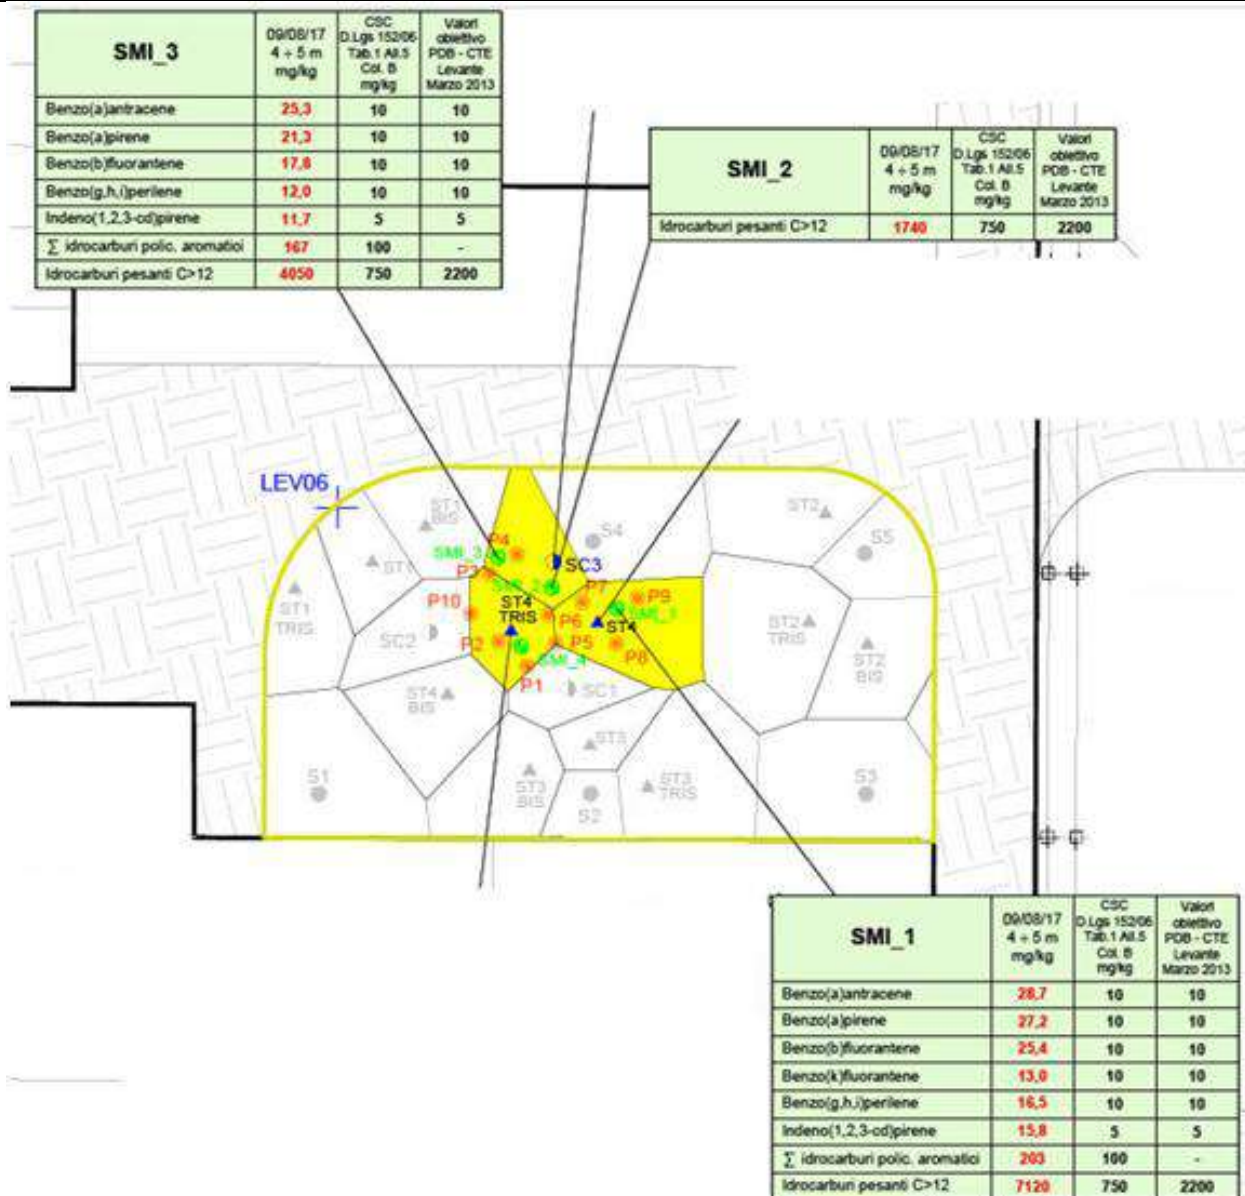 SMI_3
09/08/17
4 ÷ 5 m
mg/kg
CSC
D.Lgs 152/06
Tab.1 All.5
Col. B
mg/kg
Valori
obiettivo
PDB - CTE
Levante
Marzo 2013
Benzo(a)antracene 25,3 10 10
Benzo(a)pirene 21,3 10 10
Benzo(b)fluorantene 17,8 10 10
Benzo(g,h,i)perilene 12,0 10 10
Indeno(1,2,3-cd)pirene 11,7 5 5
∑ idrocarburi polic. aromatici 167 100 -
Idrocarburi pesanti C>12 4050 750 2200
SMI_2
09/08/17
4 ÷ 5 m
mg/kg
CSC
D.Lgs 152/06
Tab.1 All.5
Col. B
mg/kg
Valori
obiettivo
PDB - CTE
Levante
Marzo 2013
Idrocarburi pesanti C>12 1740 750 2200
LEV06
ST1
BIS
ST2
S4
S5
P4
SMI_3
SC3
ST1
P3
SMI_2
ST1
TRIS
P10
ST4
TRIS
P7
P9
SMI_1
P6
ST4
ST2
TRIS
SC2
P2
P5
P8
ST2
BIS
SMI_4
P1
SC1
ST4
BIS
ST3
S1
ST3
BIS
S2
ST3
TRIS
S3
SMI_1
09/08/17
4 ÷ 5 m
mg/kg
CSC
D.Lgs 152/06
Tab.1 All.5
Col. B
mg/kg
Valori
obiettivo
PDB - CTE
Levante
Marzo 2013
Benzo(a)antracene 28,7 10 10
Benzo(a)pirene 27,2 10 10
Benzo(b)fluorantene 25,4 10 10
Benzo(k)fluorantene 13,0 10 10
Benzo(g,h,i)perilene 16,5 10 10
Indeno(1,2,3-cd)pirene 15,8 5 5
∑ idrocarburi polic. aromatici 203 100 -
Idrocarburi pesanti C>12 7120 750 2200